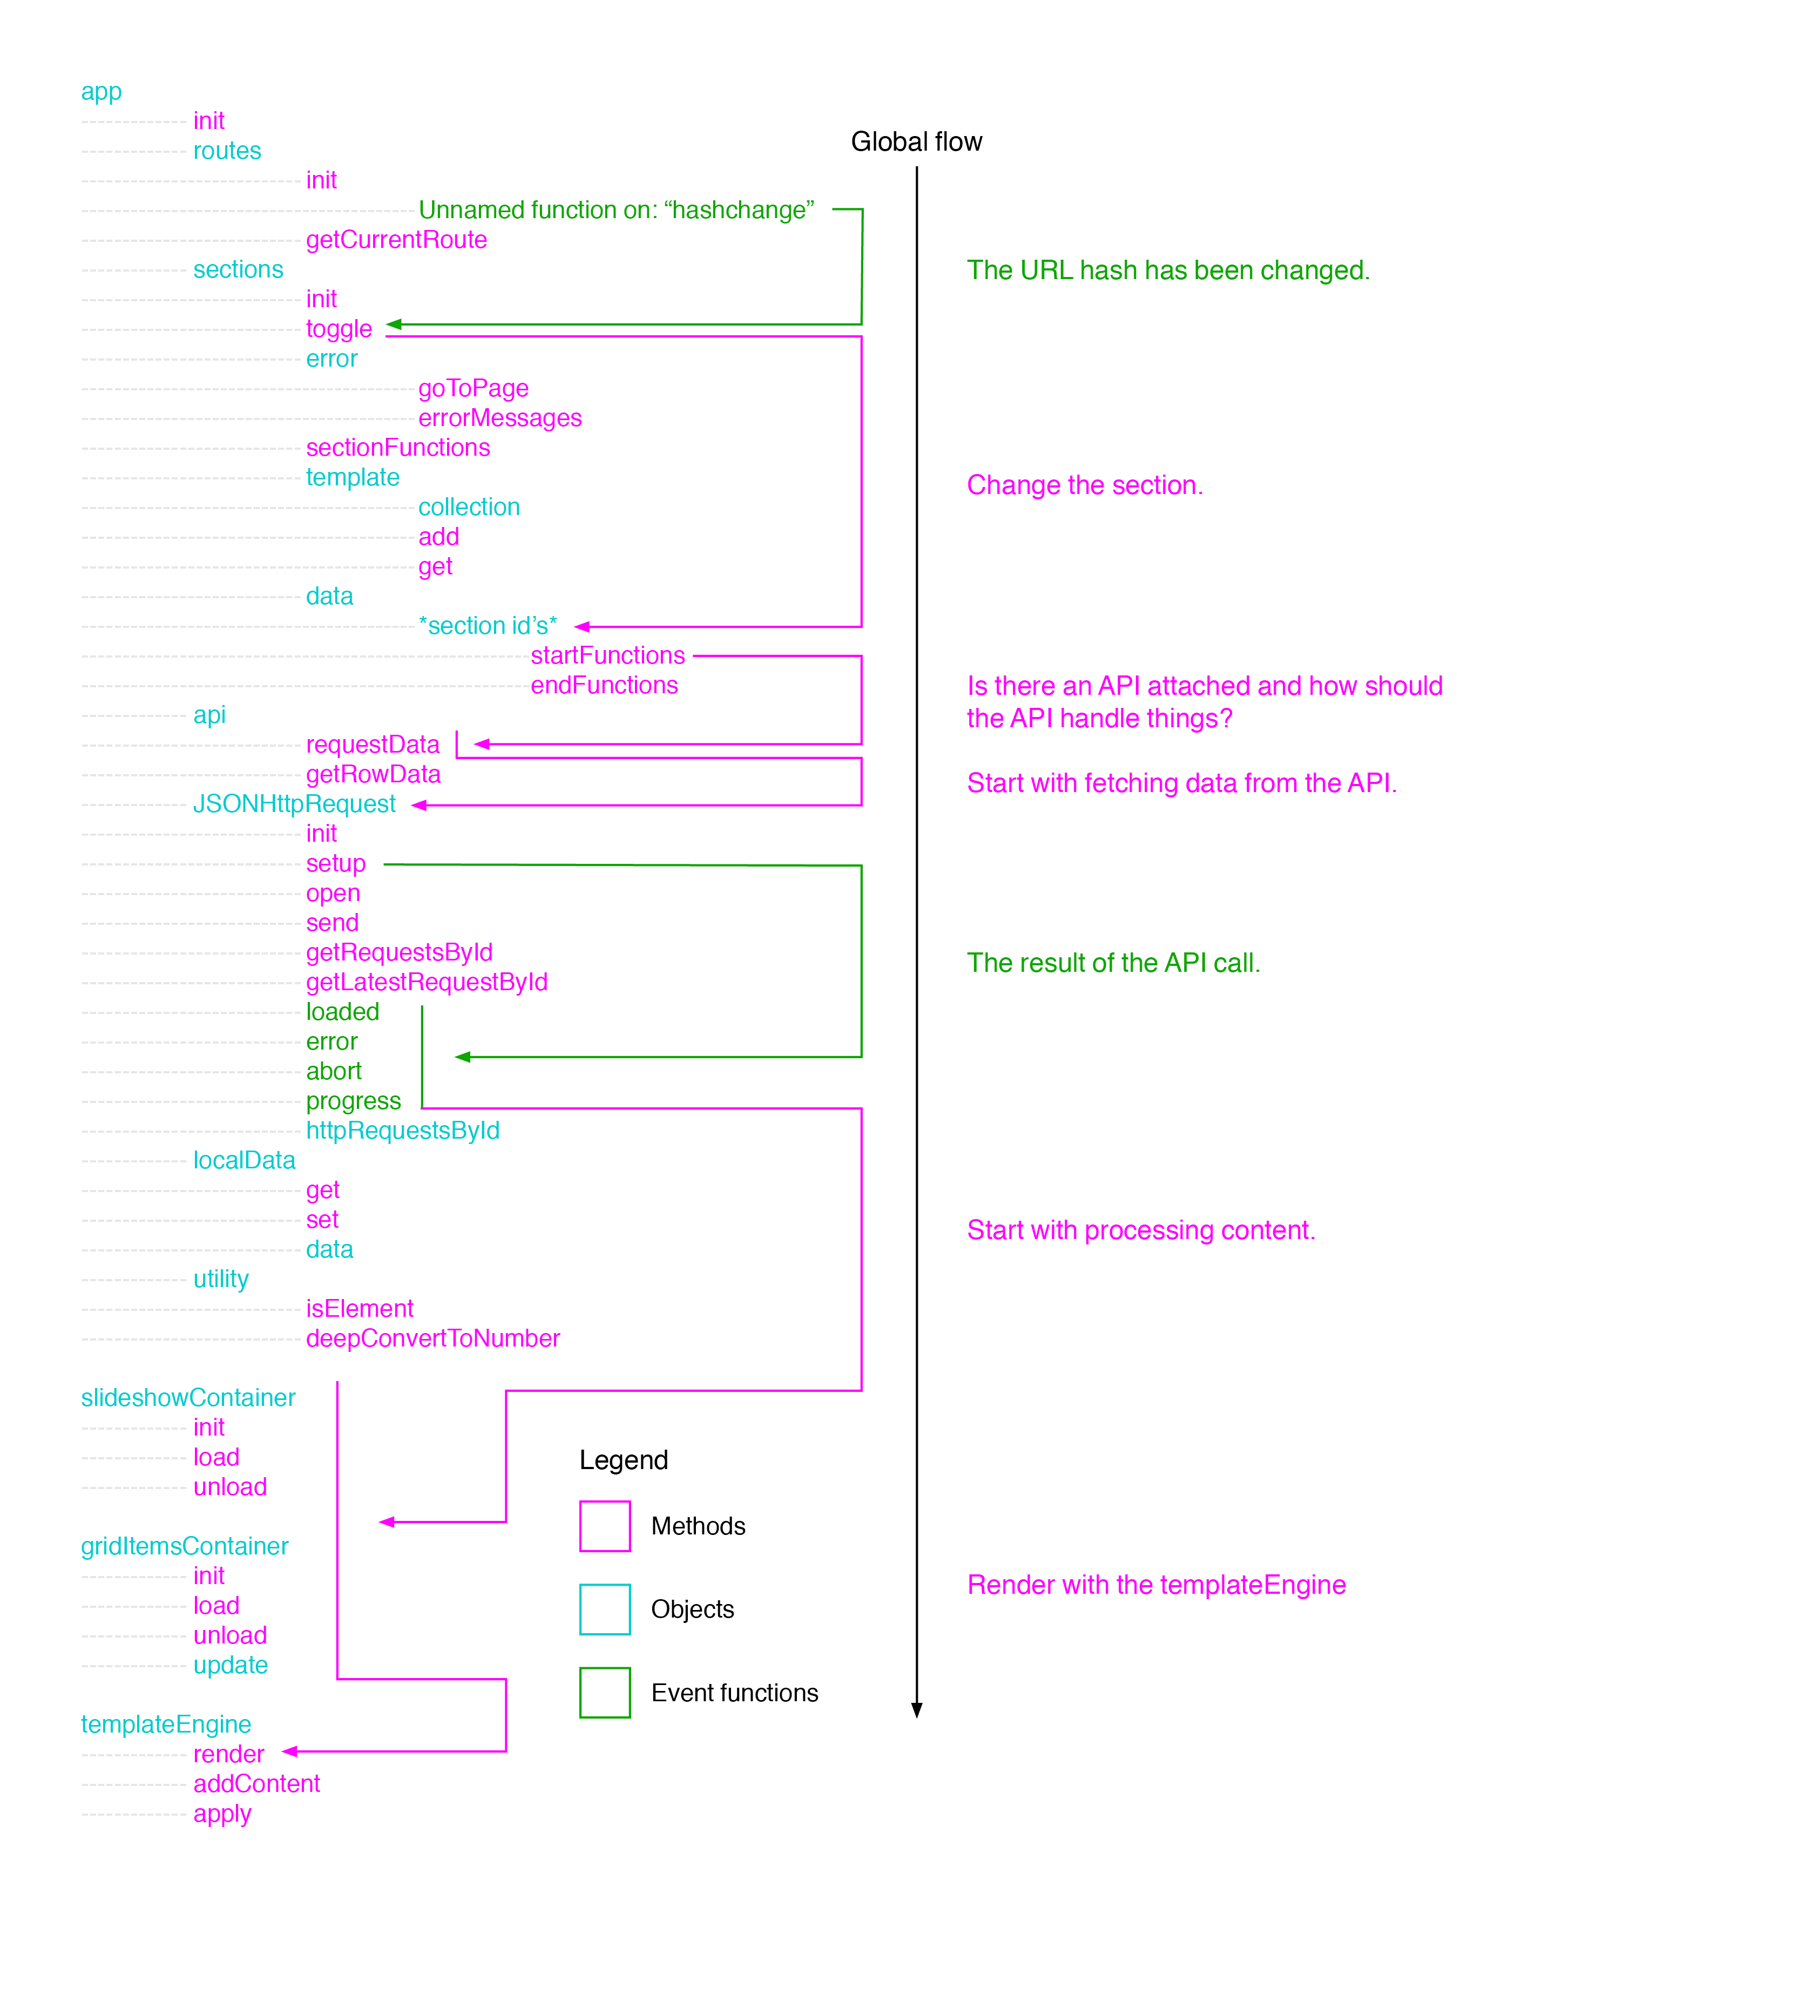 app
init
routes
init
Unnamed function on: “hashchange”
getCurrentRoute
sections
init
toggle
error
goToPage
errorMessages
sectionFunctions
template
collection
add
get
data
*section id’s*
startFunctions
endFunctions
api
requestData
getRowData
JSONHttpRequest
init
setup
open
send
getRequestsById
getLatestRequestById
loaded
error
abort
progress
httpRequestsById
localData
get
set
data
utility
isElement
deepConvertToNumber
slideshowContainer
init
load
unload
gridItemsContainer
init
load
unload
update
templateEngine
render
addContent
apply
Legend
Methods
Objects
Event functions
Global flow
The URL hash has been changed.
Change the section.
Is there an API attached and how should
the API handle things?
Start with fetching data from the API.
The result of the API call.
Start with processing content.
Render with the templateEngine